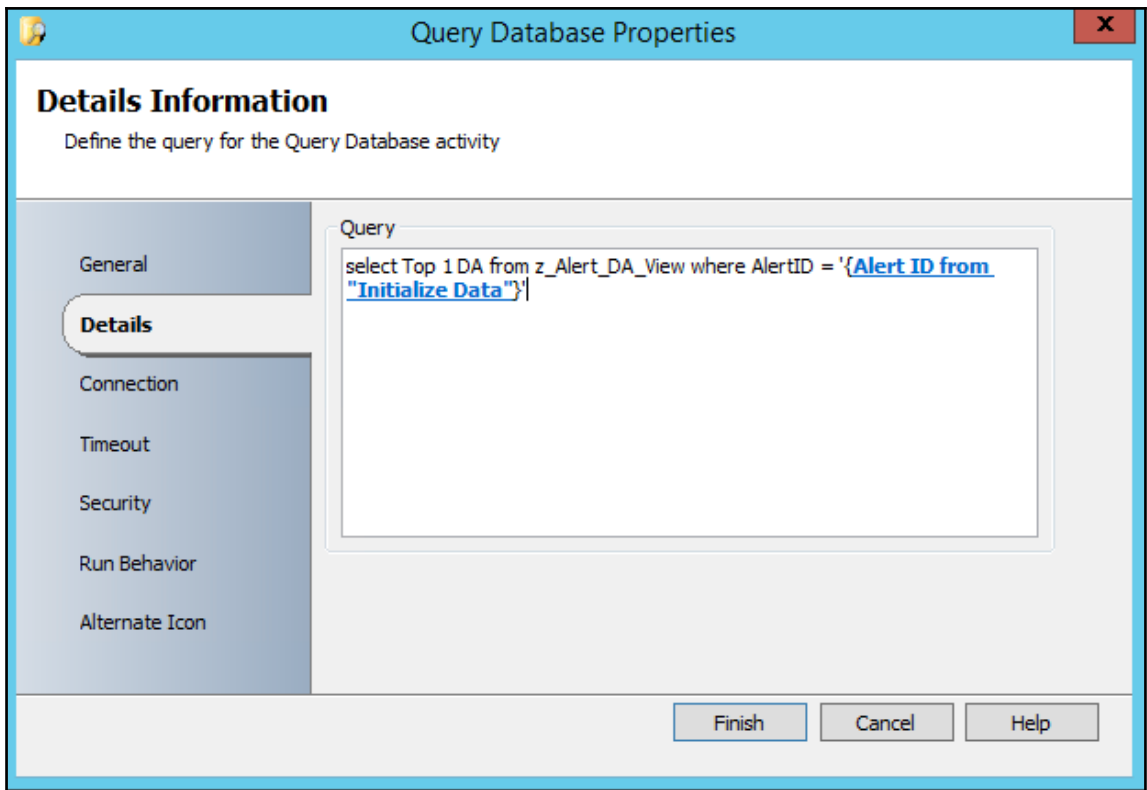 Query Database Properties
x
Details Information
Define the query for the Query Database activity
General
Details
Connection
Timeout
Security
Run Behavior
Alternate Icon
Query
select Top 1 DA from z_Alert_DA_View where AlertID = '{Alert ID from
"Initialize Data"}'
Finish
Cancel
Help